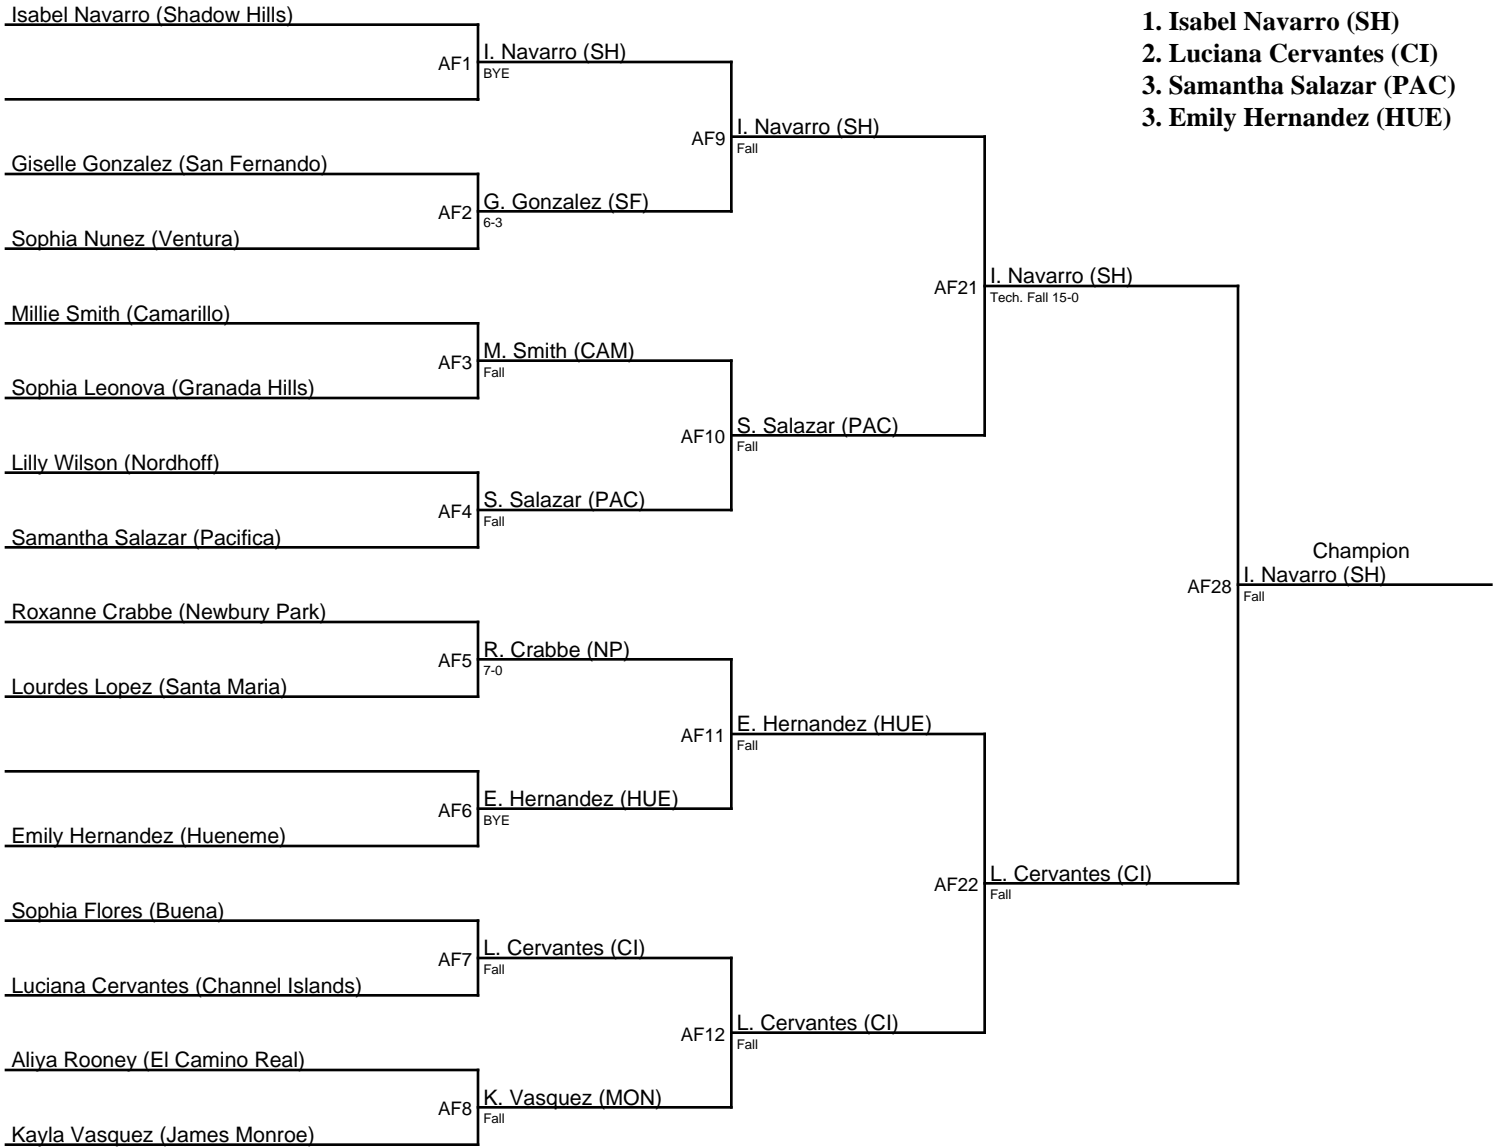 Isabel Navarro (Shadow Hills)
AF1
I. Navarro (SH)
BYE
Giselle Gonzalez (San Fernando)
AF2
G. Gonzalez (SF)
6-3
Sophia Nunez (Ventura)
AF9
I. Navarro (SH)
Fall
Millie Smith (Camarillo)
AF3
M. Smith (CAM)
Fall
Sophia Leonova (Granada Hills)
Lilly Wilson (Nordhoff)
AF4
S. Salazar (PAC)
Fall
Samantha Salazar (Pacifica)
AF10
S. Salazar (PAC)
Fall
AF21
I. Navarro (SH)
Tech. Fall 15-0
Roxanne Crabbe (Newbury Park)
AF5
R. Crabbe (NP)
7-0
Lourdes Lopez (Santa Maria)
AF6
E. Hernandez (HUE)
BYE
Emily Hernandez (Hueneme)
AF11
E. Hernandez (HUE)
Fall
Sophia Flores (Buena)
AF7
L. Cervantes (CI)
Fall
Luciana Cervantes (Channel Islands)
Aliya Rooney (El Camino Real)
AF8
K. Vasquez (MON)
Fall
Kayla Vasquez (James Monroe)
AF12
L. Cervantes (CI)
Fall
AF22
L. Cervantes (CI)
Fall
AF28
Champion
I. Navarro (SH)
Fall
1. Isabel Navarro (SH)
2. Luciana Cervantes (CI)
3. Samantha Salazar (PAC)
3. Emily Hernandez (HUE)